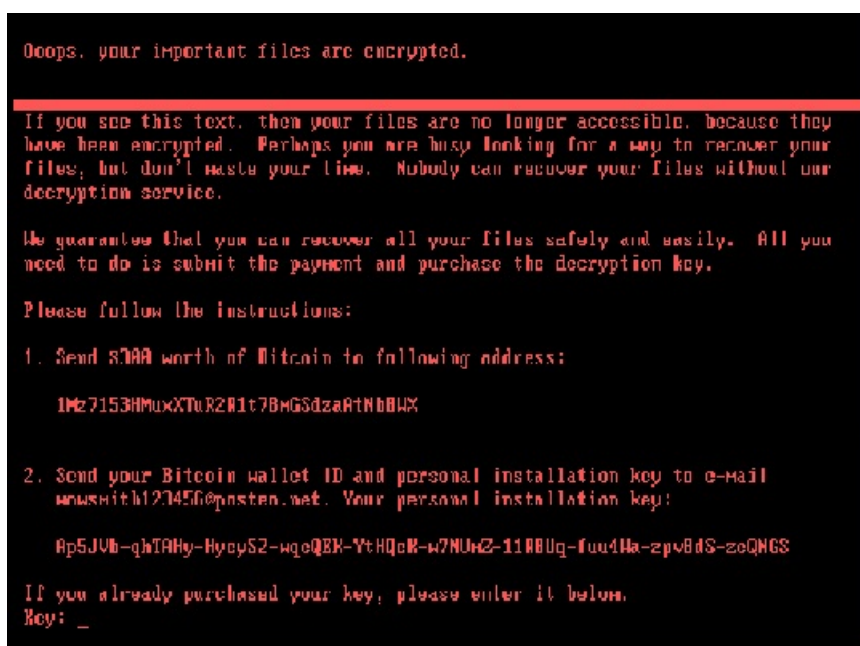 Ooops, your important files are encrypted.
If you see this text, then your files are no longer accessible, because they
have been encrypted. Perhaps you are busy looking for a way to recover your
files, but don't waste your time. Nobody can recover your files without our
decryption service.
We guarantee that you can recover all your files safely and easily. All you
need to do is submit the payment and purchase the decryption key.
Please follow the instructions:
1. Send $300 worth of Bitcoin to following address:
2. Send your Bitcoin wallet ID and personal installation key to e-mail
wowsmith123456@posteo.net. Your personal installation key:
If you already purchased your key, please enter it below.
Key: _